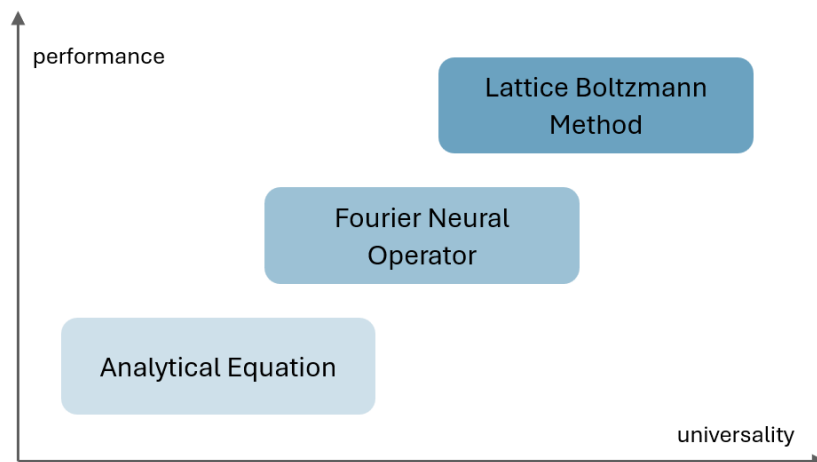 performance
Lattice Boltzmann
Method
Fourier Neural
Operator
Analytical Equation
universality